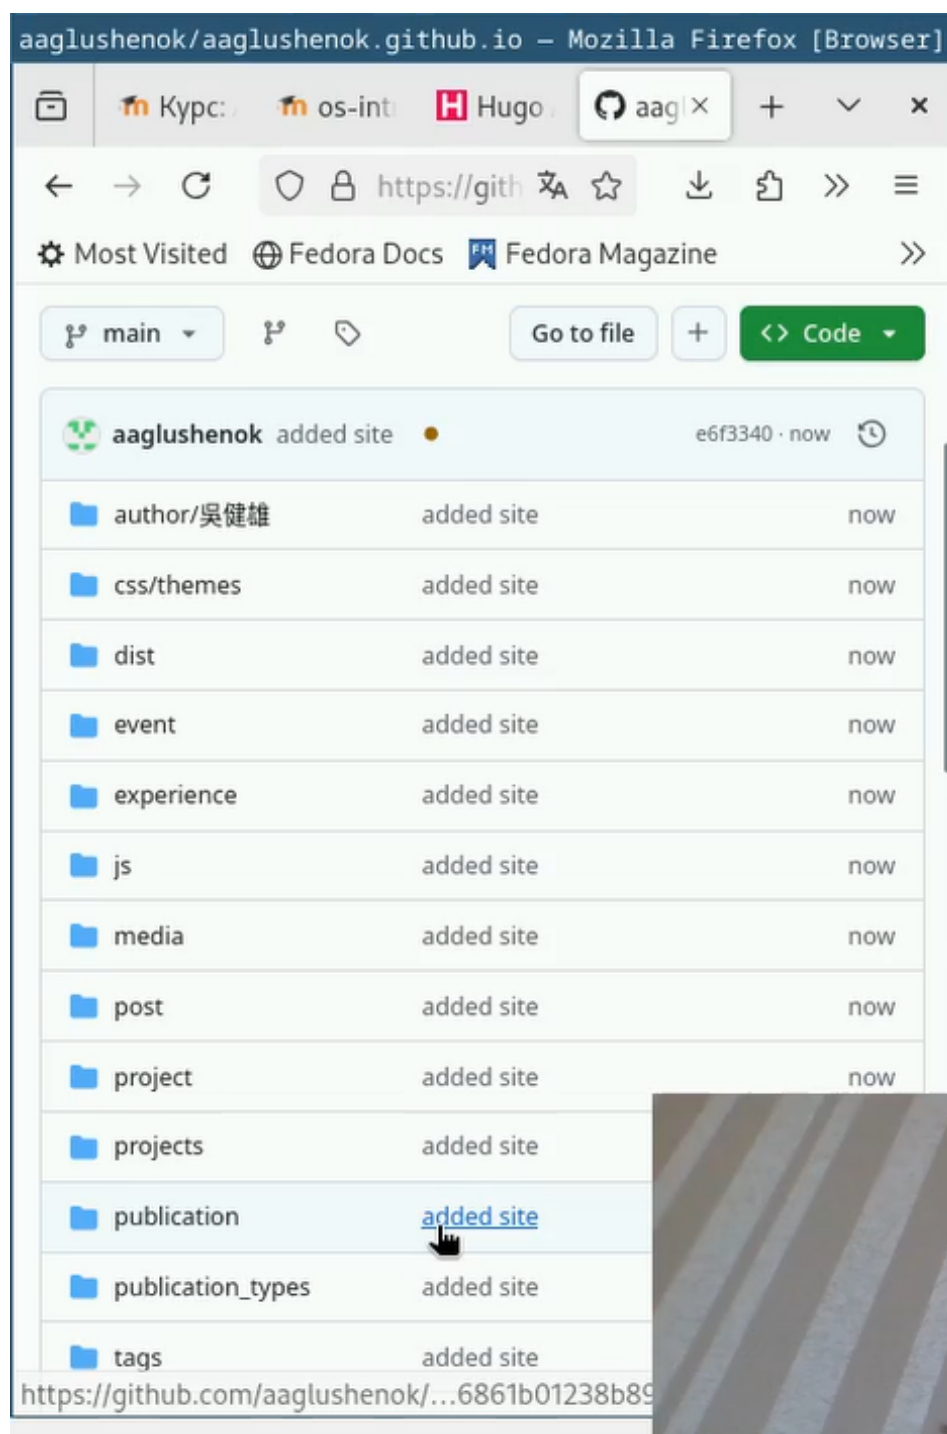 aaglushenok/aaglushenok.github.io — Mozilla Firefox [Browser]
Курс: os-int Hugo aag
https://gith
Most Visited Fedora Docs FM Fedora Magazine
main Go to file + <> Code
aaglushenok added site e6f3340 · now
author/吳健雄 added site now
css/themes added site now
dist added site now
event added site now
experience added site now
js added site now
media added site now
post added site now
project added site now
projects added site
publication added site
publication_types added site
tags added site
https://github.com/aaglushenok/…6861b01238b89